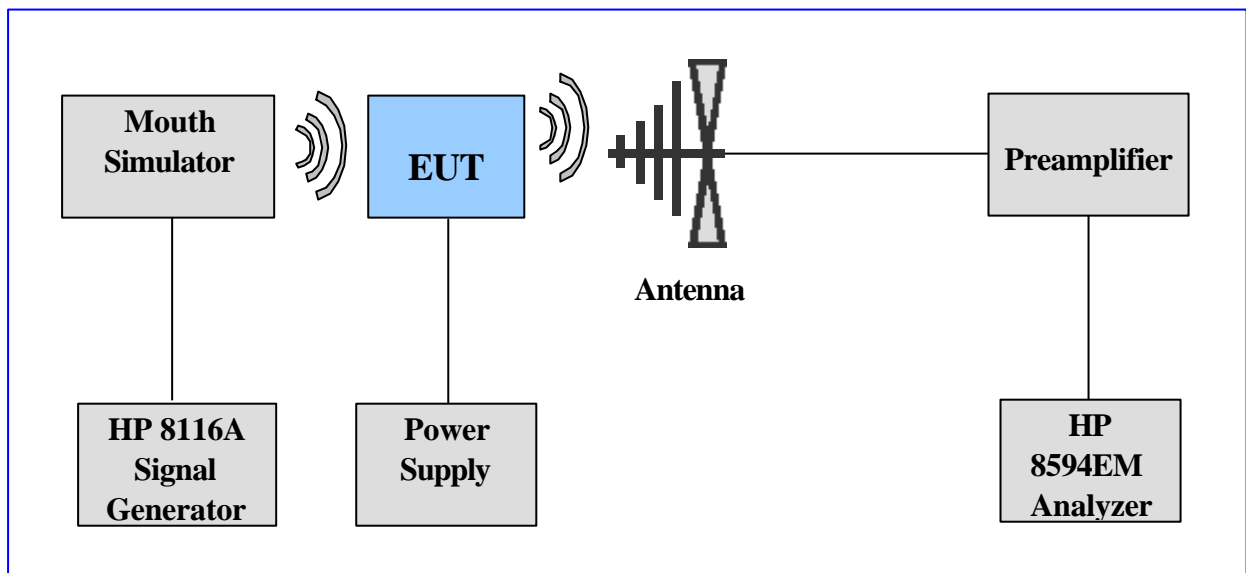 Mouth
Simulator
EUT
Preamplifier
Antenna
HP 8116A
Signal
Generator
Power
Supply
HP
8594EM
Analyzer